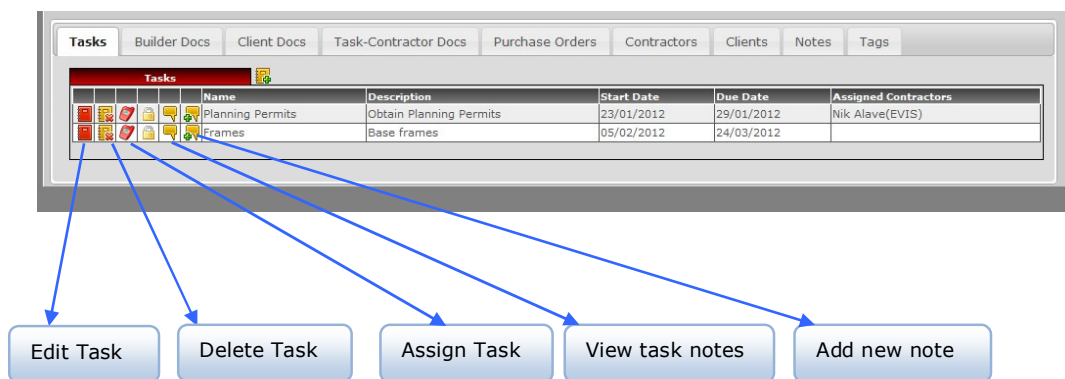 Tasks Builder Docs Client Docs Task-Contractor Docs Purchase Orders Contractors Clients Notes Tags
Tasks
Name Description Start Date Due Date Assigned Contractors
Planning Permits Obtain Planning Permits 23/01/2012 29/01/2012 Nik Alave(EVIS)
Frames Base frames 05/02/2012 24/03/2012
Edit Task Delete Task Assign Task View task notes Add new note